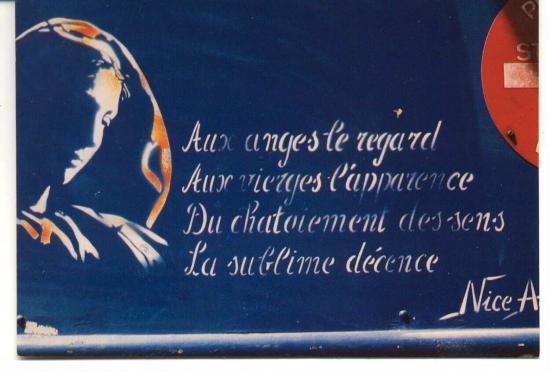 Aux anges le regard
Aux vierges l'apparence
Du chatoiement des sens
La sublime décence
Nice A